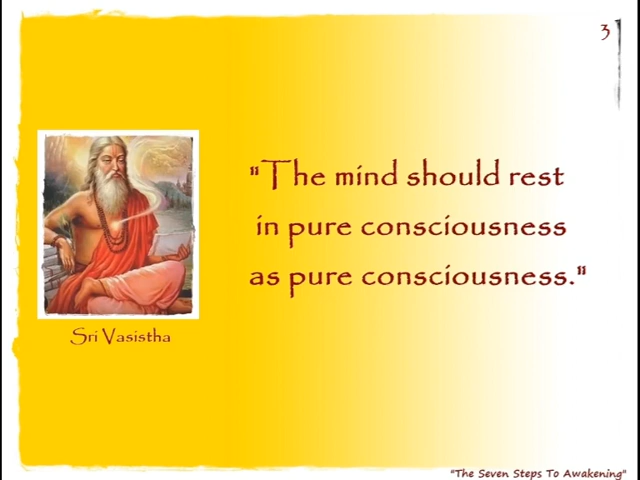 3
"The mind should rest
in pure consciousness
as pure consciousness."
Sri Vasistha
"The Seven Steps To Awakening"